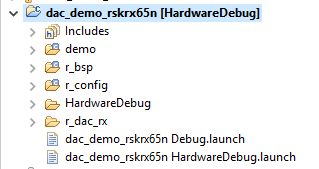 dac_demo_rskrx65n [HardwareDebug]
Includes
demo
r_bsp
r_config
HardwareDebug
r_dac_rx
dac_demo_rskrx65n Debug.launch
dac_demo_rskrx65n HardwareDebug.launch